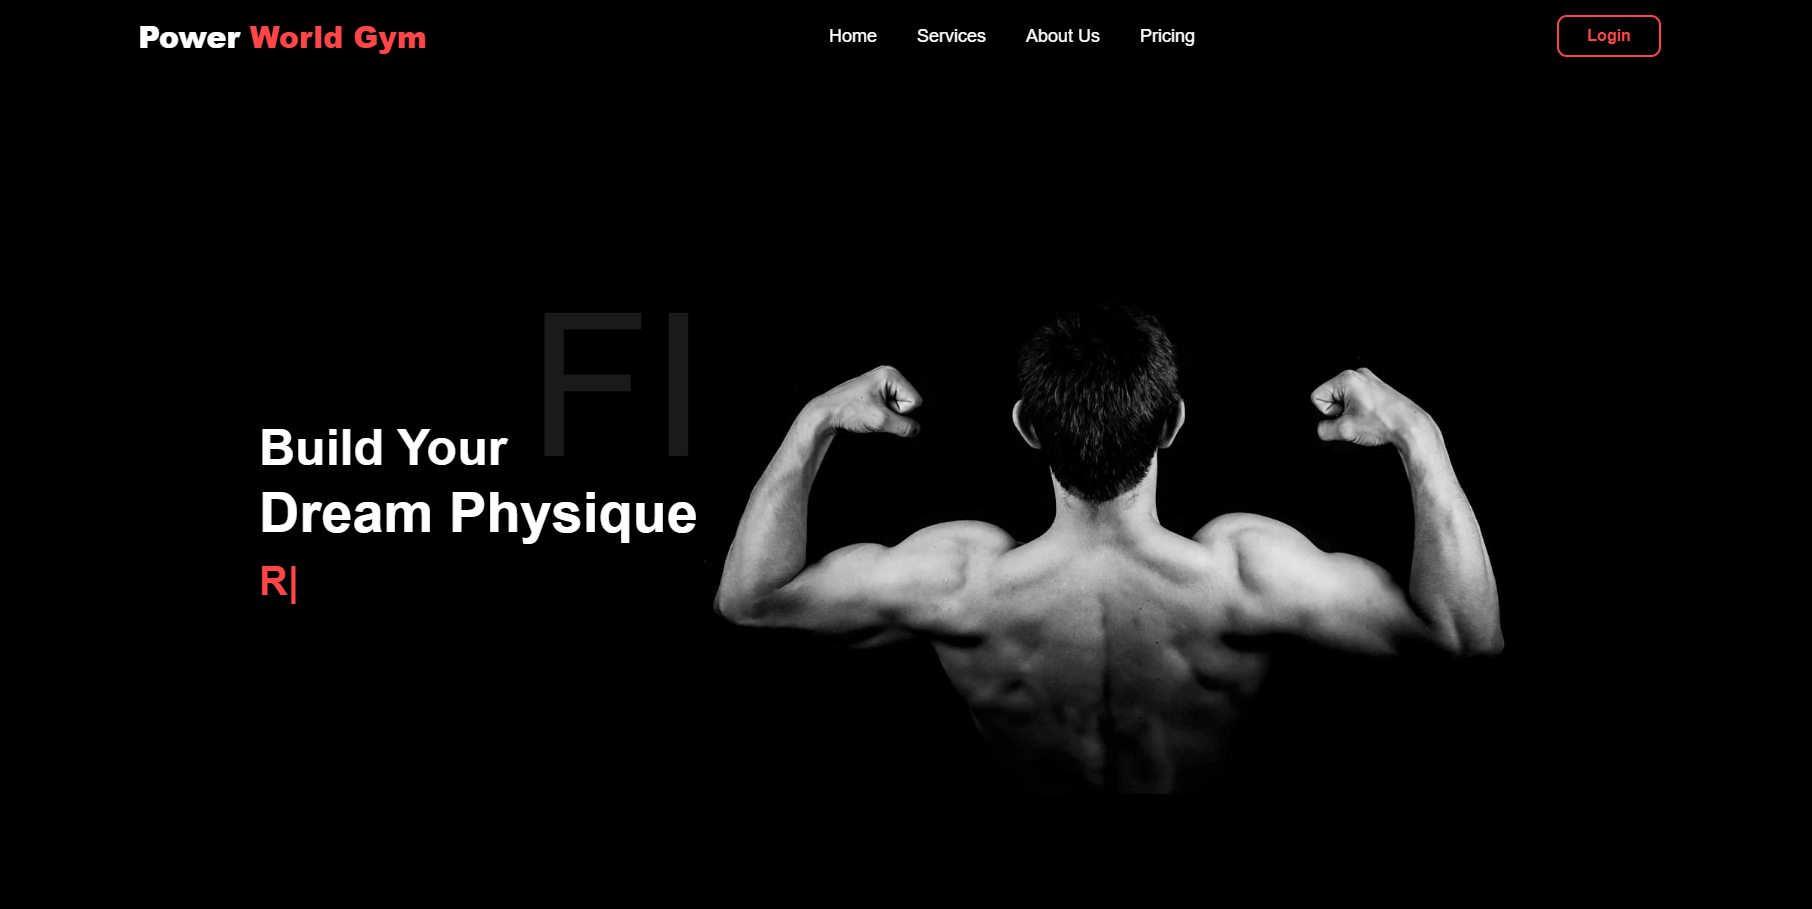 Power World Gym
Home Services About Us Pricing
Login
FI
Build Your
Dream Physique
R|